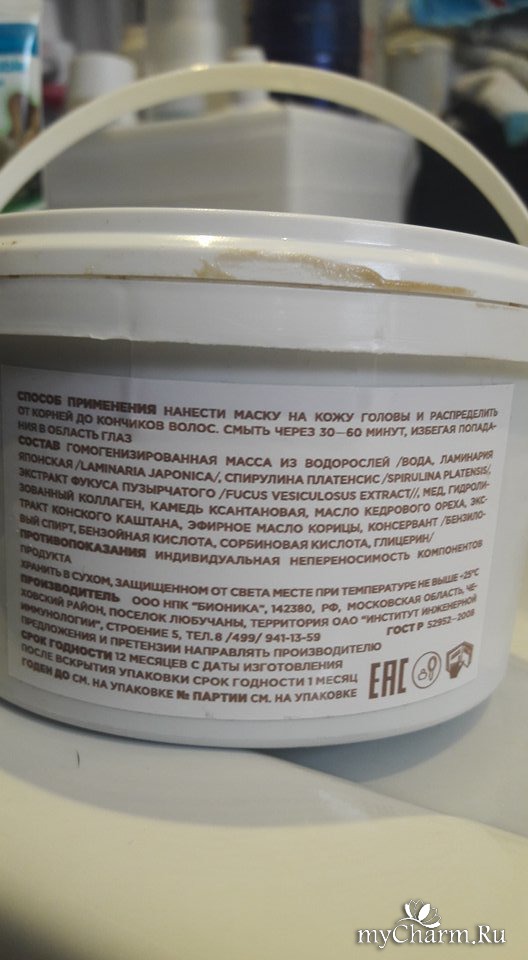 СПОСОБ ПРИМЕНЕНИЯ НАНЕСТИ МАСКУ НА КОЖУ ГОЛОВЫ И РАСПРЕДЕЛИТЬ
ОТ КОРНЕЙ ДО КОНЧИКОВ ВОЛОС. СМЫТЬ ЧЕРЕЗ 30—60 МИНУТ, ИЗБЕГАЯ ПОПАДА-
НИЯ В ОБЛАСТЬ ГЛАЗ
СОСТАВ ГОМОГЕНИЗИРОВАННАЯ МАССА ИЗ ВОДОРОСЛЕЙ /ВОДА, ЛАМИНАРИЯ
ЯПОНСКАЯ /LAMINARIA JAPONICA/, СПИРУЛИНА ПЛАТЕНСИС /SPIRULINA PLATENSIS/,
ЭКСТРАКТ ФУКУСА ПУЗЫРЧАТОГО /FUCUS VESICULOSUS EXTRACT//, МЕД, ГИДРОЛИ-
ЗОВАННЫЙ КОЛЛАГЕН, КАМЕДЬ КСАНТАНОВАЯ, МАСЛО КЕДРОВОГО ОРЕХА, ЭКС-
ТРАКТ КОНСКОГО КАШТАНА, ЭФИРНОЕ МАСЛО КОРИЦЫ, КОНСЕРВАНТ /БЕНЗИЛО-
ВЫЙ СПИРТ, БЕНЗОЙНАЯ КИСЛОТА, СОРБИНОВАЯ КИСЛОТА, ГЛИЦЕРИН/
ПРОТИВОПОКАЗАНИЯ ИНДИВИДУАЛЬНАЯ НЕПЕРЕНОСИМОСТЬ КОМПОНЕНТОВ
ПРОДУКТА
ХРАНИТЬ В СУХОМ, ЗАЩИЩЕННОМ ОТ СВЕТА МЕСТЕ ПРИ ТЕМПЕРАТУРЕ НЕ ВЫШЕ +25°С
ПРОИЗВОДИТЕЛЬ ООО НПК "БИОНИКА", 142380, РФ, МОСКОВСКАЯ ОБЛАСТЬ, ЧЕ-
ХОВСКИЙ РАЙОН, ПОСЕЛОК ЛЮБУЧАНЫ, ТЕРРИТОРИЯ ОАО "ИНСТИТУТ ИНЖЕНЕРНОЙ
ИММУНОЛОГИИ", СТРОЕНИЕ 5, ТЕЛ.8 /499/ 941-13-59 ГОСТ Р 52952-2008
ПРЕДЛОЖЕНИЯ И ПРЕТЕНЗИИ НАПРАВЛЯТЬ ПРОИЗВОДИТЕЛЮ
СРОК ГОДНОСТИ 12 МЕСЯЦЕВ С ДАТЫ ИЗГОТОВЛЕНИЯ
ПОСЛЕ ВСКРЫТИЯ УПАКОВКИ СРОК ГОДНОСТИ 1 МЕСЯЦ
ГОДЕН ДО СМ. НА УПАКОВКЕ № ПАРТИИ СМ. НА УПАКОВКЕ
ЕАС
myCharm.Ru